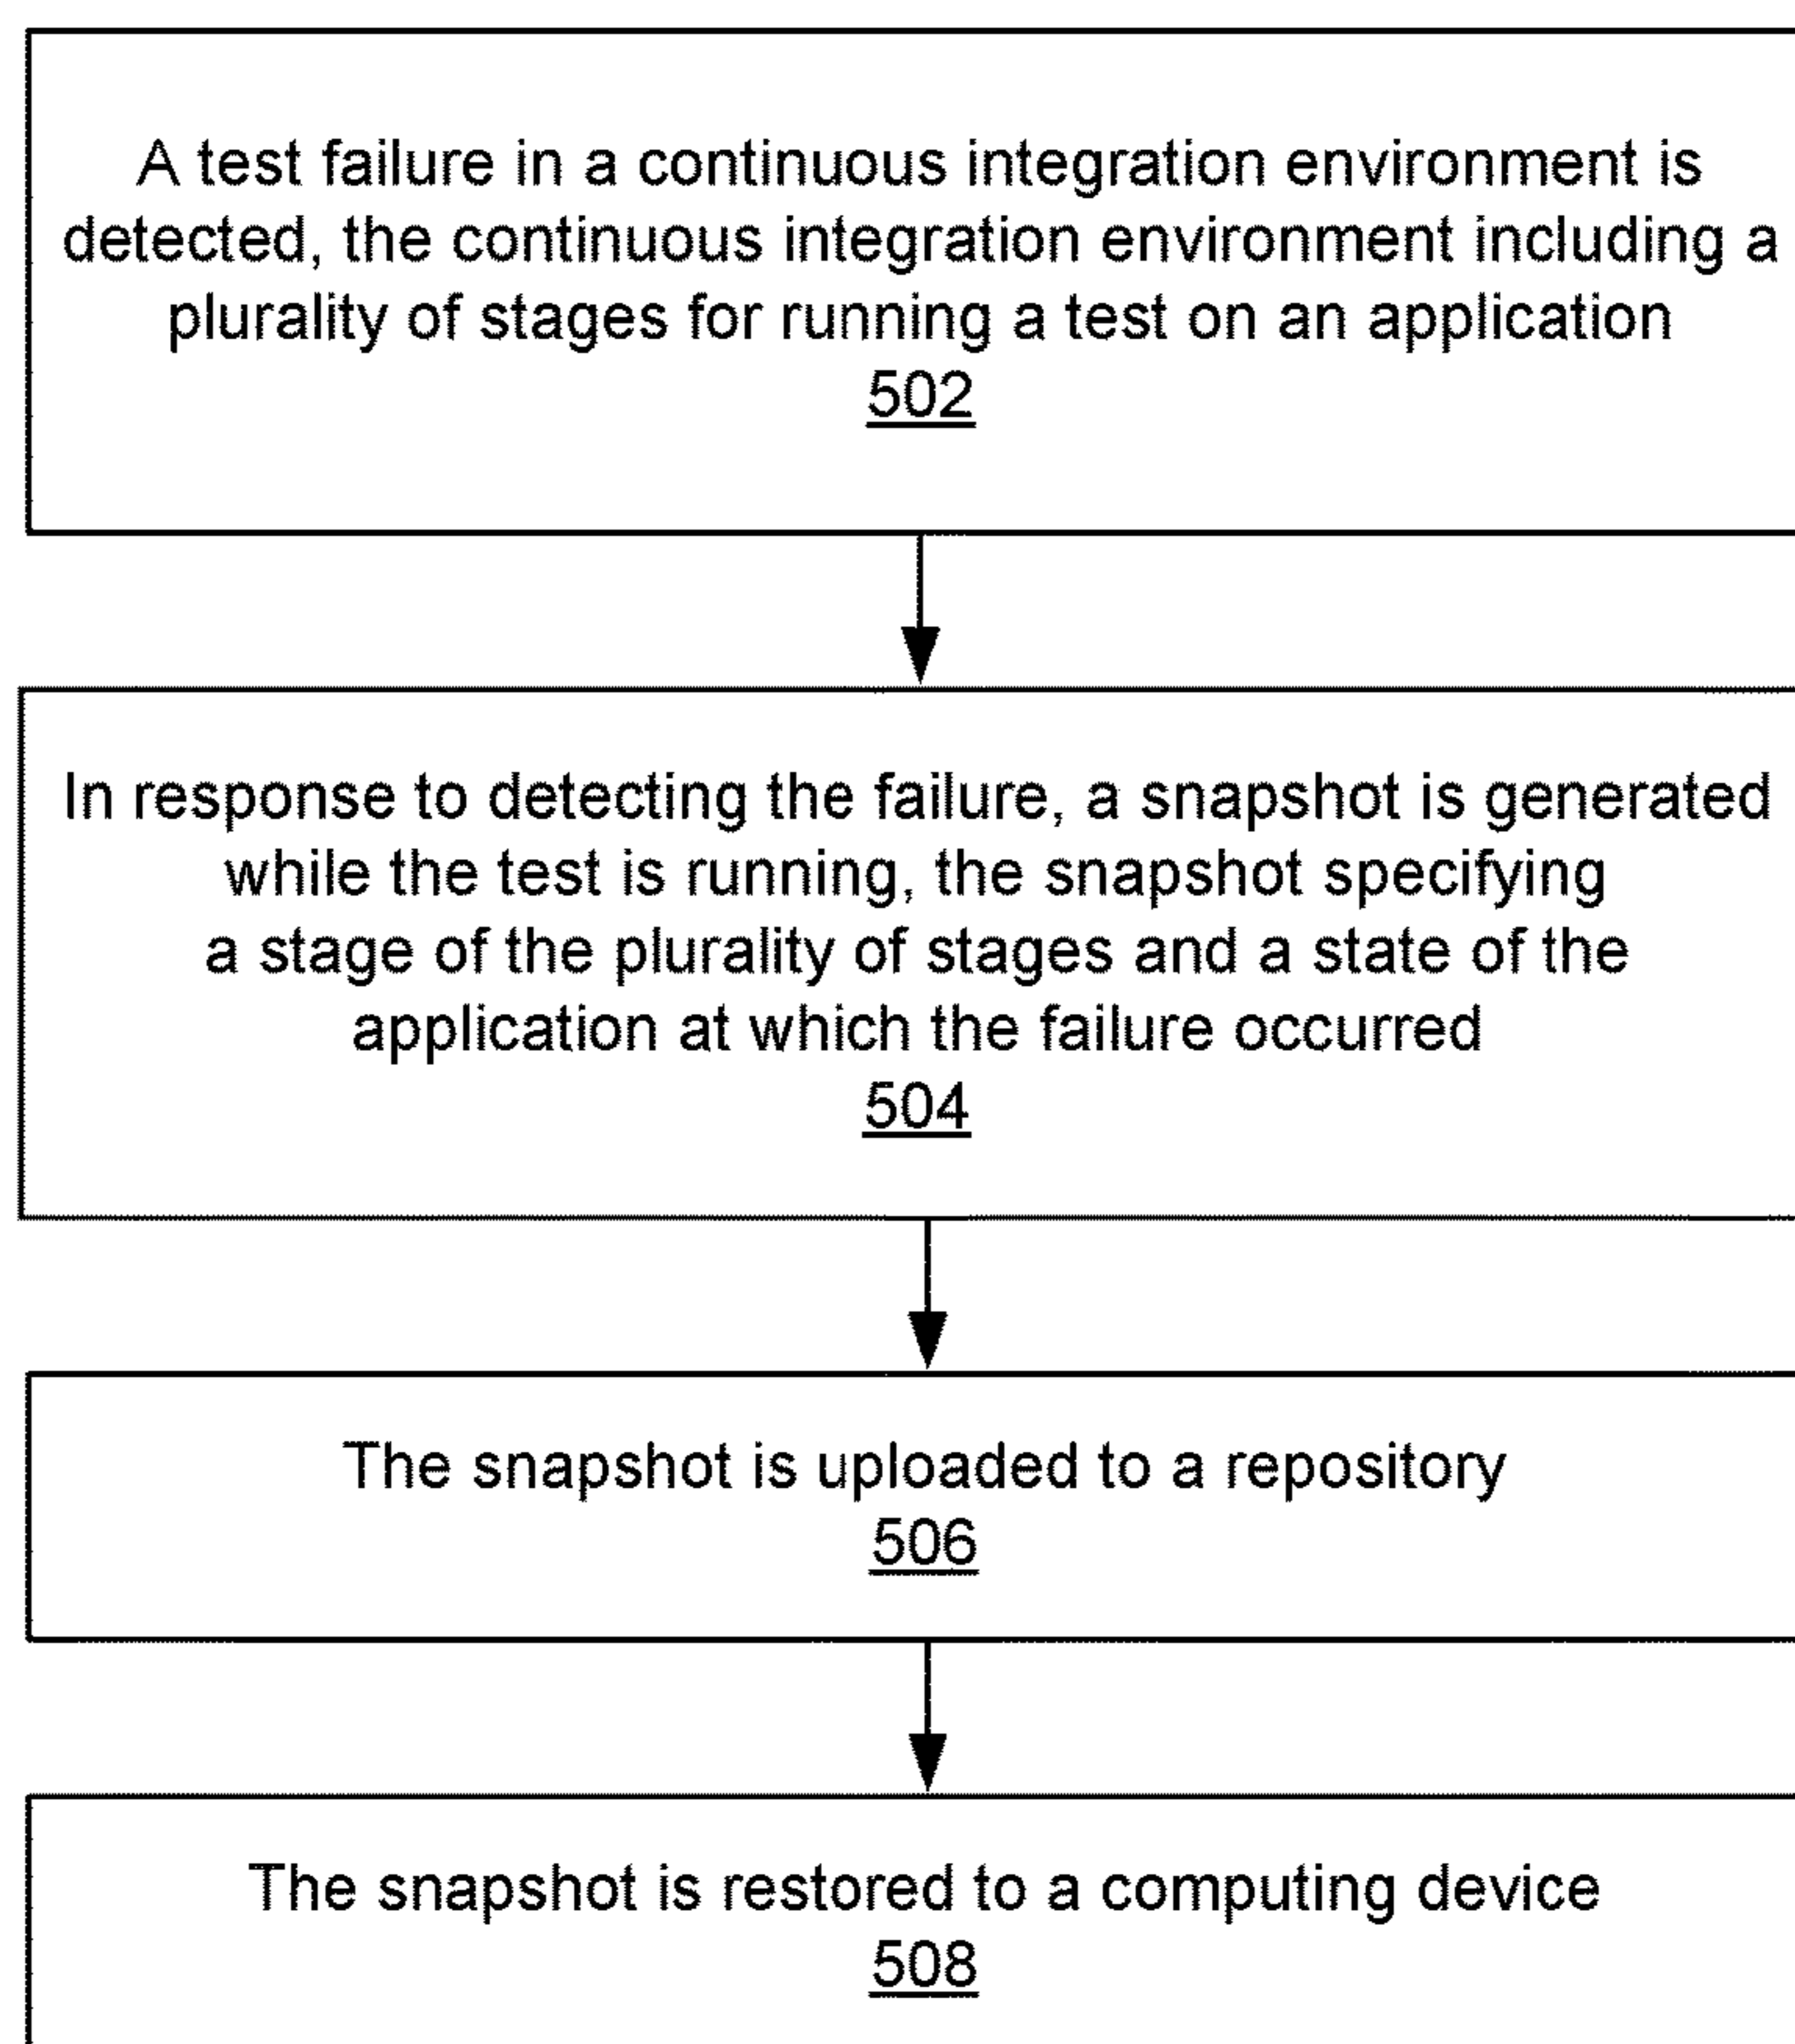 A test failure in a continuous integration environment is
detected, the continuous integration environment including a
plurality of stages for running a test on an application
502
In response to detecting the failure, a snapshot is generated
while the test is running, the snapshot specifying
a stage of the plurality of stages and a state of the
application at which the failure occurred
504
The snapshot is uploaded to a repository
506
The snapshot is restored to a computing device
508